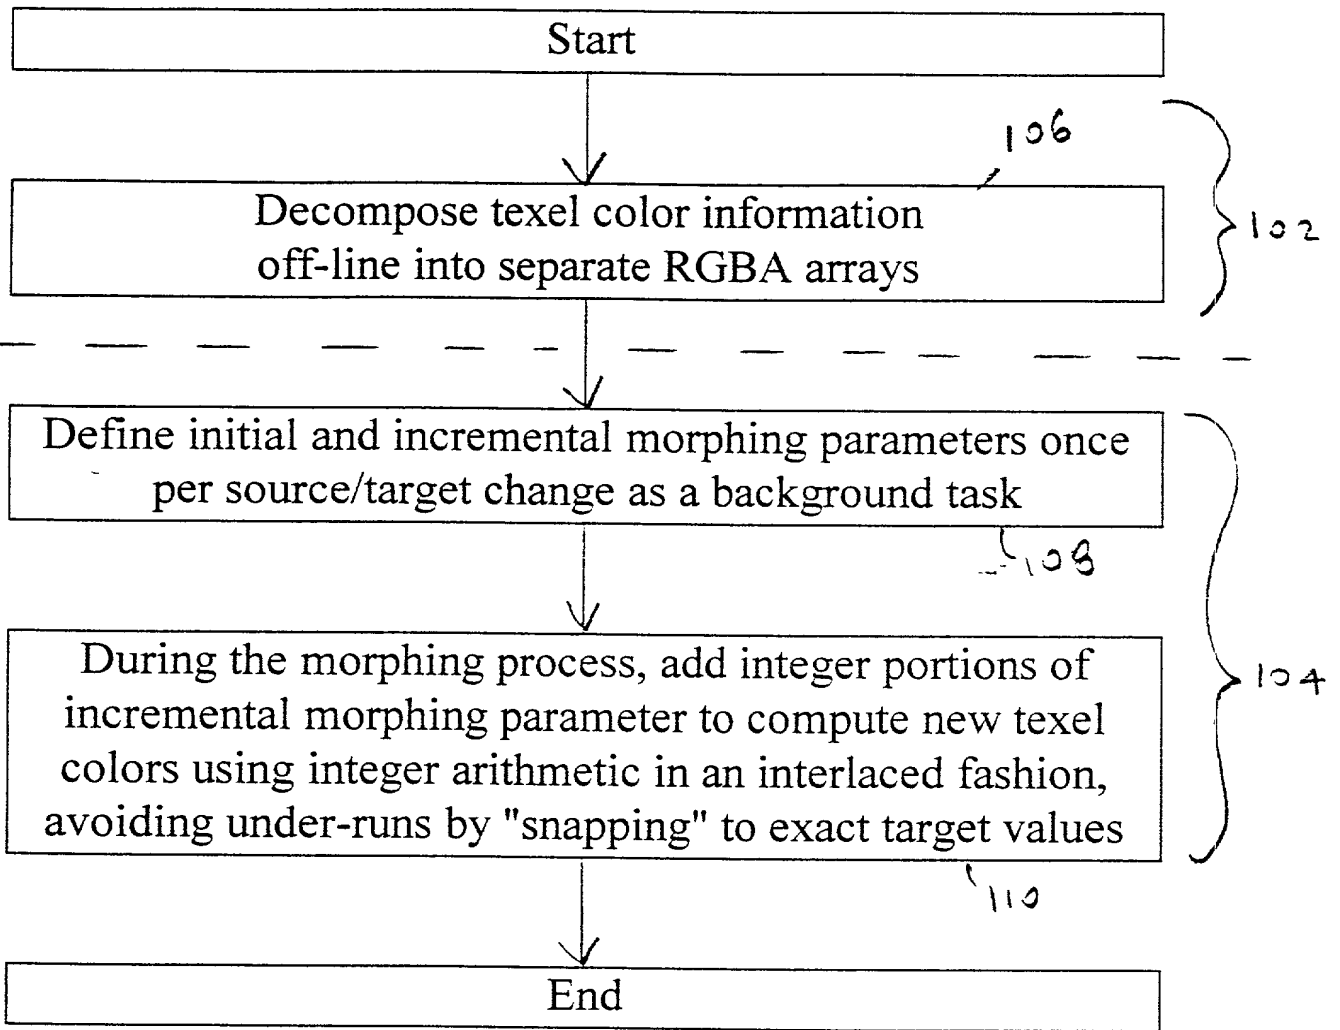 Start
106
Decompose texel color information
off-line into separate RGBA arrays
102
Define initial and incremental morphing parameters once
per source/target change as a background task
108
During the morphing process, add integer portions of
incremental morphing parameter to compute new texel
colors using integer arithmetic in an interlaced fashion,
avoiding under-runs by "snapping" to exact target values
104
110
End